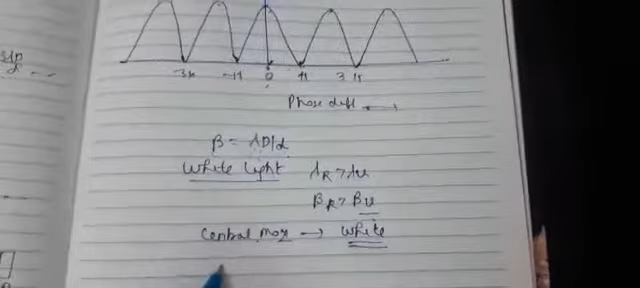 -3π -π 0 π 3π
Phase diff →
β = λD/d
White light λR > λv
βR > βv
Central max → White